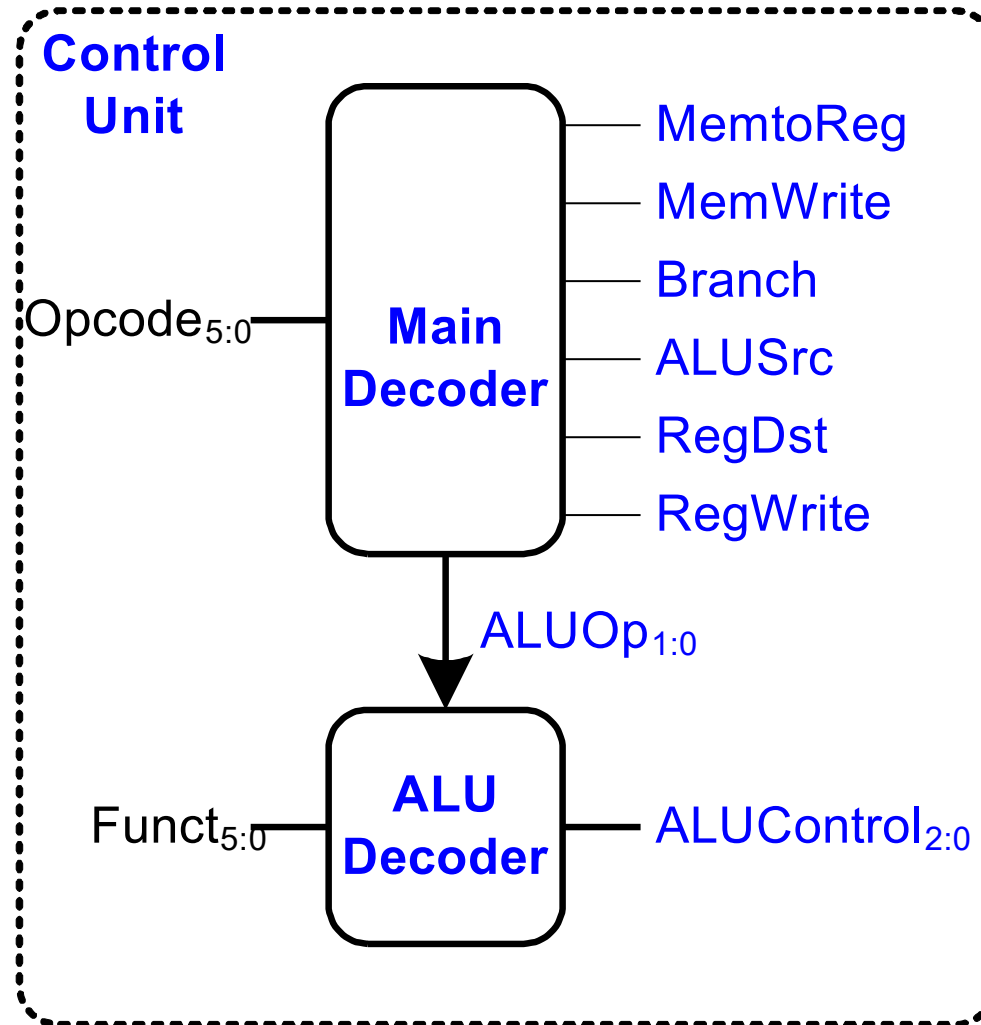 Control
Unit
MemtoReg
MemWrite
Branch
Opcode5:0
Main
Decoder
ALUSrc
RegDst
RegWrite
ALUOp1:0
Funct5:0
ALU
Decoder
ALUControl2:0